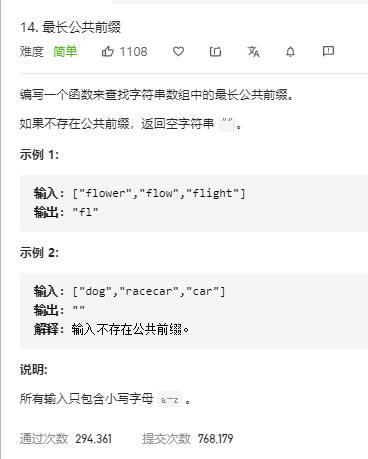 14. 最长公共前缀
难度 简单 1108
编写一个函数来查找字符串数组中的最长公共前缀。
如果不存在公共前缀，返回空字符串 ""。
示例 1:
输入: ["flower","flow","flight"]
输出: "fl"
示例 2:
输入: ["dog","racecar","car"]
输出: ""
解释: 输入不存在公共前缀。
说明:
所有输入只包含小写字母 a-z 。
通过次数 294,361 提交次数 768,179